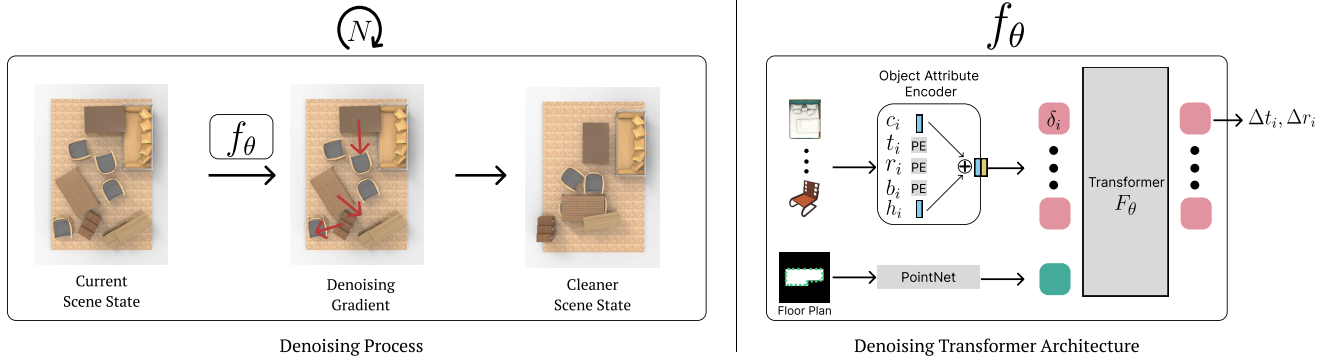 N
f_θ
Current
Scene State
Denoising
Gradient
Cleaner
Scene State
Denoising Process
f_θ
Object Attribute
Encoder
c_i
t_i PE
r_i PE
b_i PE
h_i
δ_i
Transformer
F_θ
Δt_i, Δr_i
PointNet
Floor Plan
Denoising Transformer Architecture